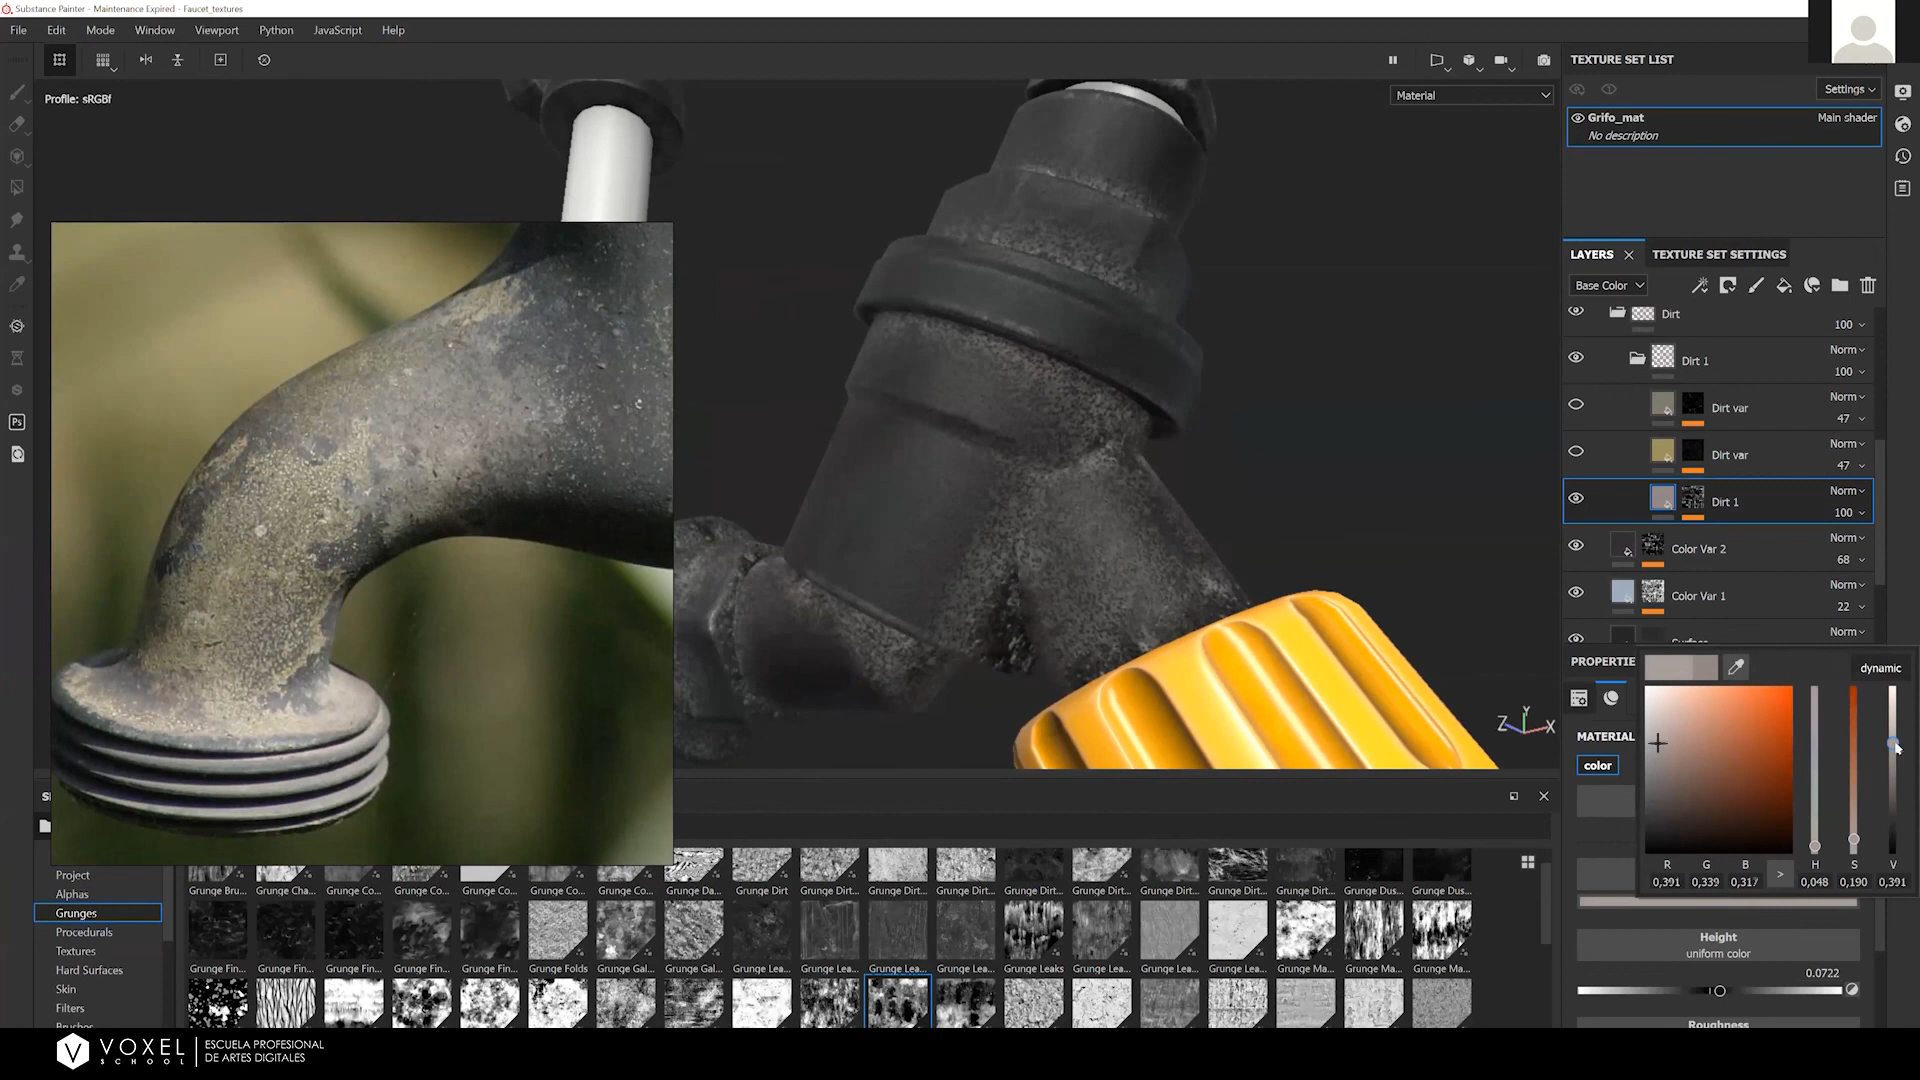 Substance Painter - Maintenance Expired - Faucet_textures
File Edit Mode Window Viewport Python JavaScript Help
Profile: sRGBf
Material
TEXTURE SET LIST
Settings
Grifo_mat Main shader
No description
LAYERS TEXTURE SET SETTINGS
Base Color
Dirt
100
Dirt 1 Norm
100
Dirt var Norm
47
Dirt var Norm
47
Dirt 1 Norm
100
Color Var 2 Norm
68
Color Var 1 Norm
22
Norm
PROPERTIE
dynamic
MATERIAL
color
R G B > H S V
0,391 0,339 0,317 0,048 0,190 0,391
Height
uniform color
0.0722
Roughness
Z Y X
Ps
Project
Alphas
Grunges
Procedurals
Textures
Hard Surfaces
Skin
Filters
Brushes
Grunge Bru... Grunge Cha... Grunge Co... Grunge Co... Grunge Co... Grunge Co... Grunge Co... Grunge Da... Grunge Dirt Grunge Dirt... Grunge Dirt... Grunge Dirt... Grunge Dirt... Grunge Dirt... Grunge Dirt... Grunge Dirt... Grunge Dirt... Grunge Dus... Grunge Dus...
Grunge Fin... Grunge Fin... Grunge Fin... Grunge Fin... Grunge Fin... Grunge Folds Grunge Gal... Grunge Gal... Grunge Lea... Grunge Lea... Grunge Lea... Grunge Lea... Grunge Leaks Grunge Lea... Grunge Lea... Grunge Lea... Grunge Ma... Grunge Ma... Grunge Ma...
VOXEL SCHOOL
ESCUELA PROFESIONAL
DE ARTES DIGITALES